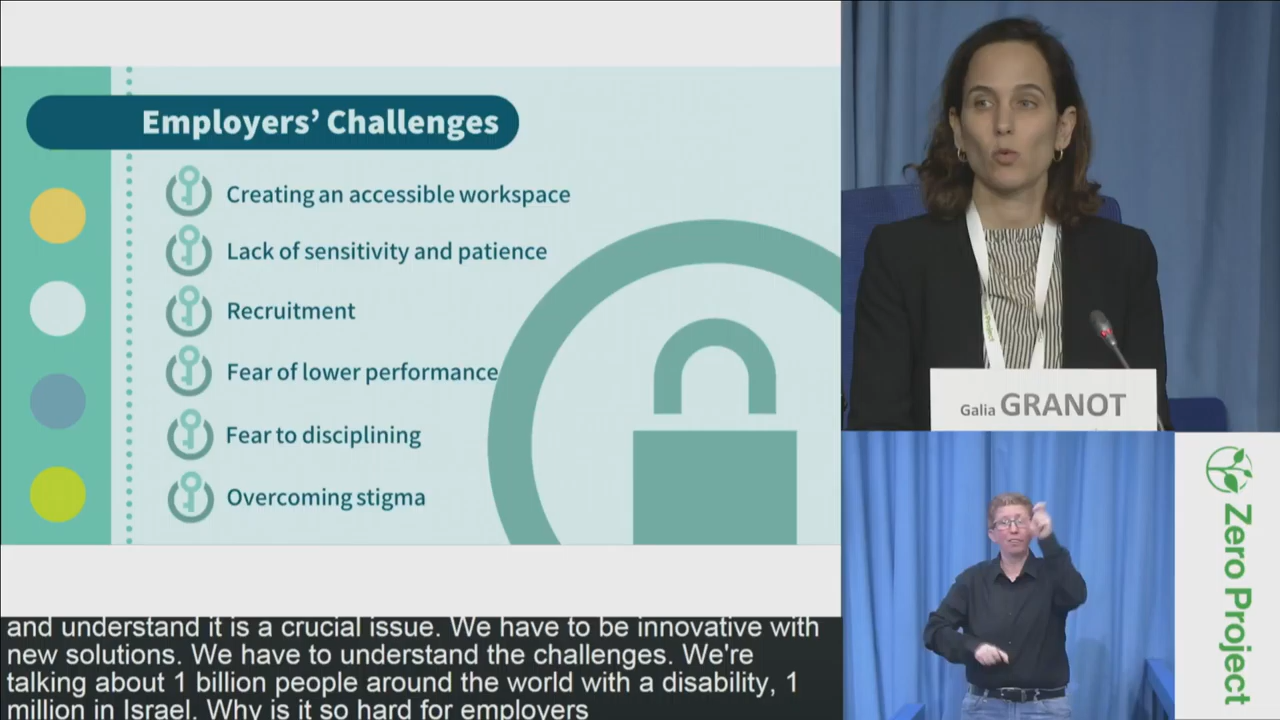 Employers' Challenges
Creating an accessible workspace
Lack of sensitivity and patience
Recruitment
Fear of lower performance
Fear to disciplining
Overcoming stigma
Galia GRANOT
Zero Project
and understand it is a crucial issue. We have to be innovative with
new solutions. We have to understand the challenges. We're
talking about 1 billion people around the world with a disability, 1
million in Israel. Why is it so hard for employers